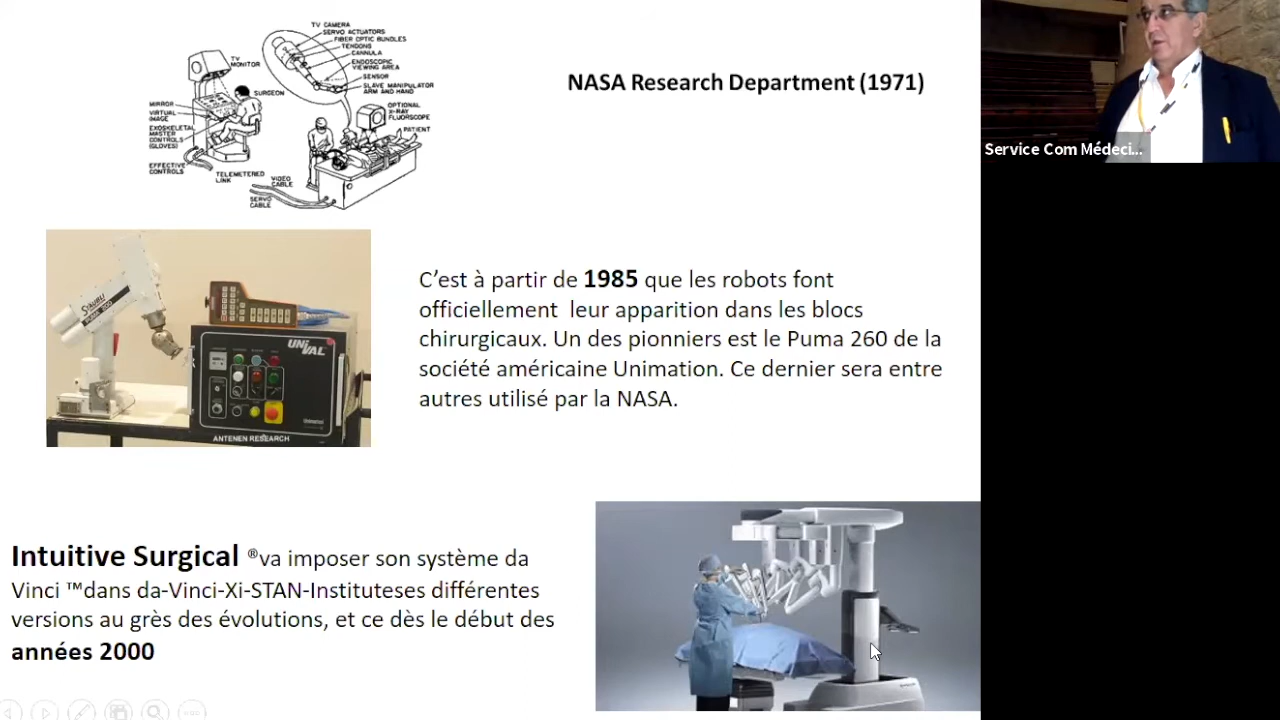 TV CAMERA
SERVO ACTUATORS
FIBER OPTIC BUNDLES
TENDONS
CANNULA
ENDOSCOPIC
VIEWING AREA
SENSOR
SLAVE MANIPULATOR
ARM AND HAND
OPTIONAL
X-RAY
FLUORSCOPE
PATIENT
TV
MONITOR
SURGEON
MIRROR
VIRTUAL
IMAGE
EXOSKELETAL
MASTER
CONTROLS
(GLOVES)
EFFECTIVE
CONTROLS
TELEMETERED
LINK
VIDEO
CABLE
SERVO
CABLE
NASA Research Department (1971)
Service Com Médeci...
STÄUBLI
PUMA 200
UNIVAL
ANTENEN RESEARCH
C’est à partir de 1985 que les robots font
officiellement leur apparition dans les blocs
chirurgicaux. Un des pionniers est le Puma 260 de la
société américaine Unimation. Ce dernier sera entre
autres utilisé par la NASA.
Intuitive Surgical ®va imposer son système da
Vinci ™dans da-Vinci-Xi-STAN-Instituteses différentes
versions au grès des évolutions, et ce dès le début des
années 2000